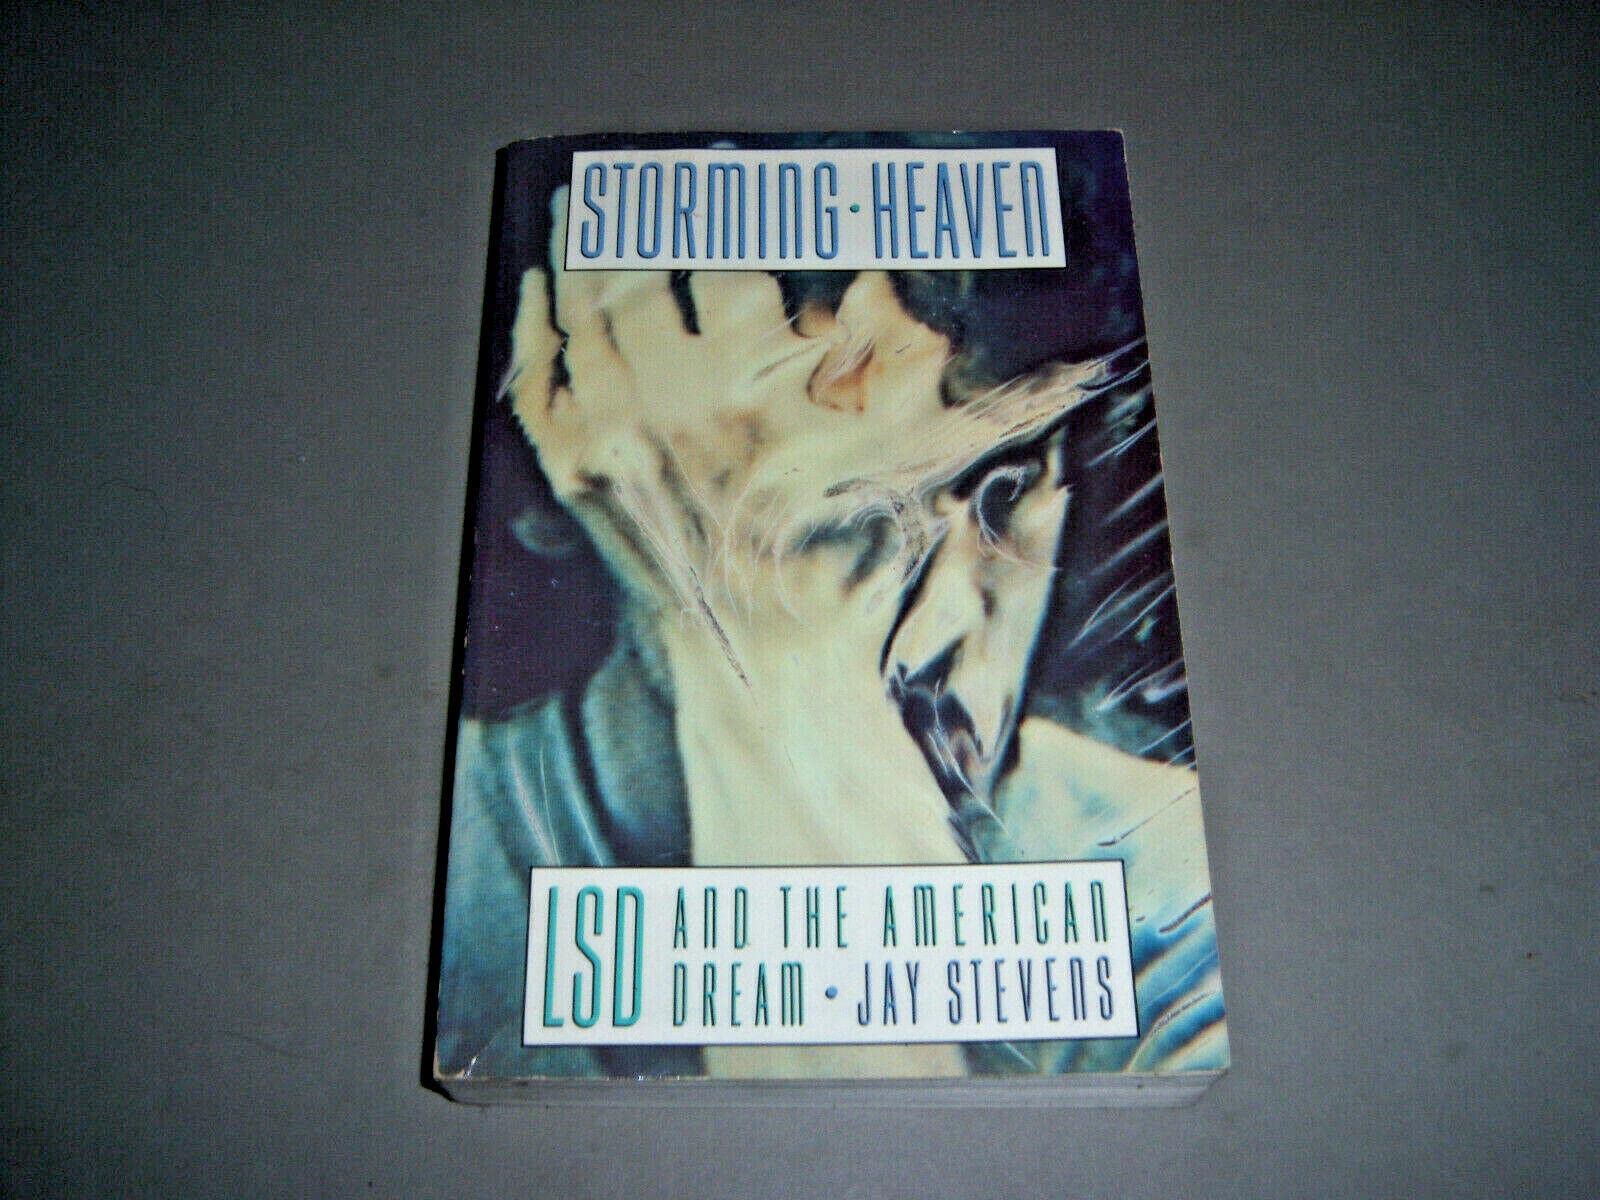 STORMING • HEAVEN
LSD AND THE AMERICAN
DREAM • JAY STEVENS